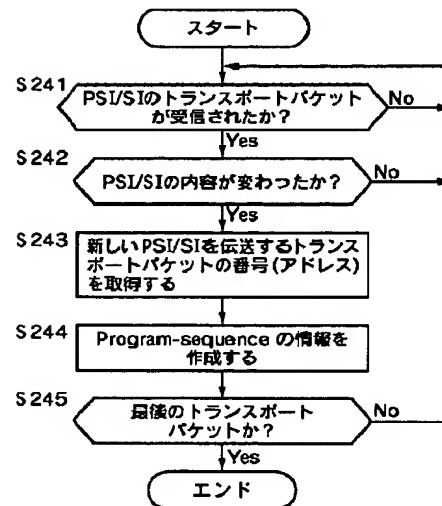 スタート
S241
PSI/SIのトランスポートパケット
が受信されたか?
No
Yes
S242
PSI/SIの内容が変わったか?
No
Yes
S243
新しいPSI/SIを伝送するトランス
ポートパケットの番号(アドレス)
を取得する
S244
Program-sequence の情報を
作成する
S245
最後のトランスポート
パケットか?
No
Yes
エンド